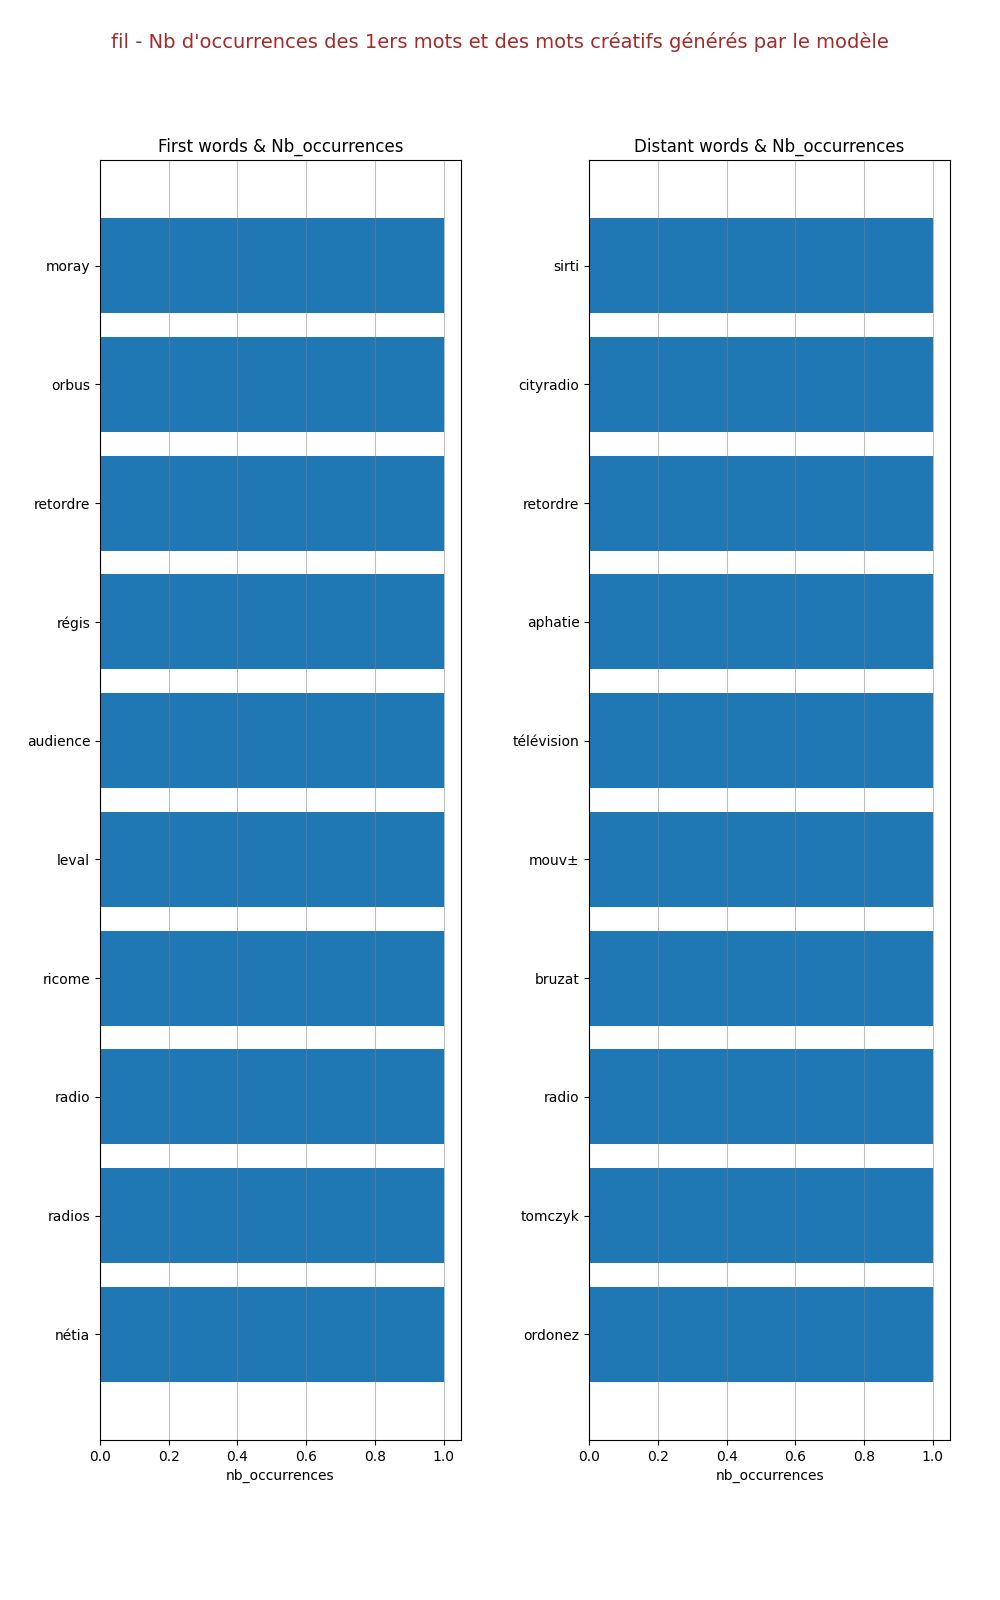 fil - Nb d'occurrences des 1ers mots et des mots créatifs générés par le modèle
First words & Nb_occurrences
moray
orbus
retordre
régis
audience
leval
ricome
radio
radios
nétia
0.0 0.2 0.4 0.6 0.8 1.0
nb_occurrences
Distant words & Nb_occurrences
sirti
cityradio
retordre
aphatie
télévision
mouv±
bruzat
radio
tomczyk
ordonez
0.0 0.2 0.4 0.6 0.8 1.0
nb_occurrences